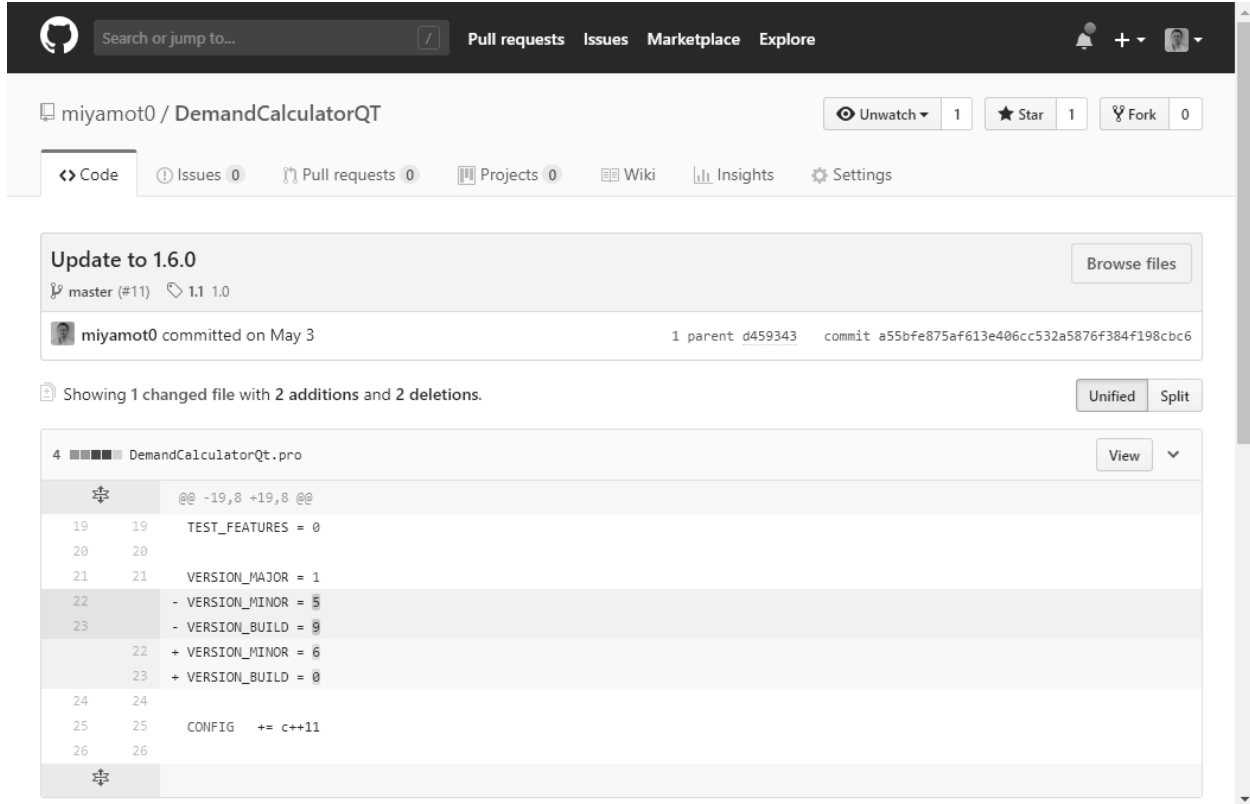 Search or jump to... / Pull requests Issues Marketplace Explore
miyamot0 / DemandCalculatorQT Unwatch 1 Star 1 Fork 0
<> Code Issues 0 Pull requests 0 Projects 0 Wiki Insights Settings
Update to 1.6.0 Browse files
master (#11) 1.1 1.0
miyamot0 committed on May 3 1 parent d459343 commit a55bfe875af613e406cc532a5876f384f198cbc6
Showing 1 changed file with 2 additions and 2 deletions. Unified Split
4 DemandCalculatorQt.pro View
@@ -19,8 +19,8 @@
19 19 TEST_FEATURES = 0
20 20
21 21 VERSION_MAJOR = 1
22 - VERSION_MINOR = 5
23 - VERSION_BUILD = 9
22 + VERSION_MINOR = 6
23 + VERSION_BUILD = 0
24 24
25 25 CONFIG += c++11
26 26